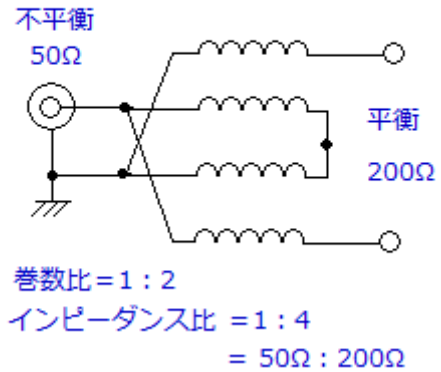 不平衡
50Ω
平衡
200Ω
巻数比=1:2
インピーダンス比 =1:4
= 50Ω:200Ω